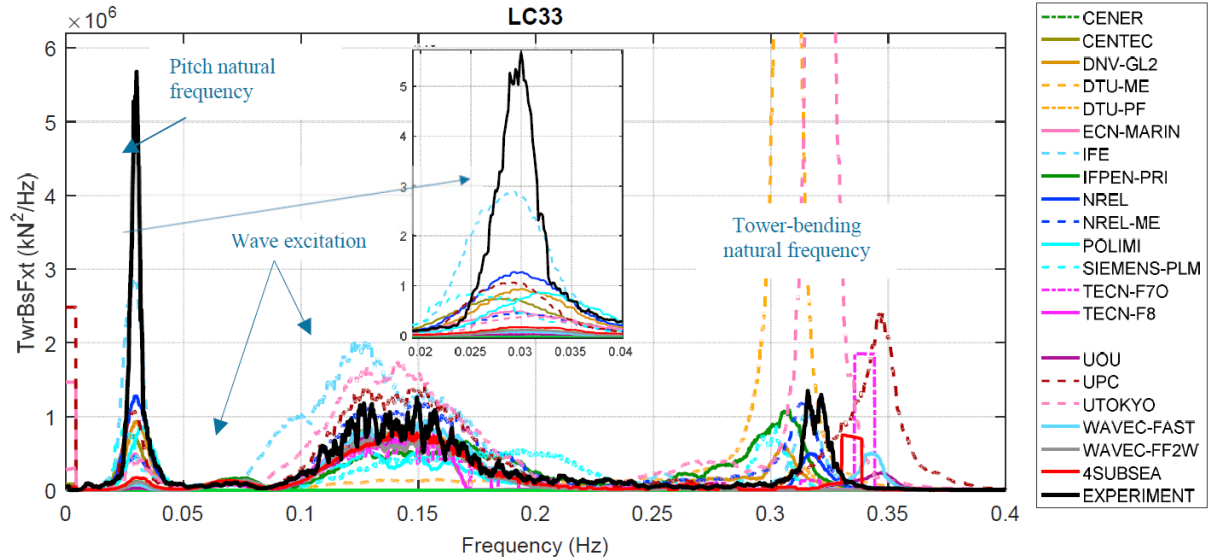 LC33
×10⁶
TwrBsFxt (kN²/Hz)
6
5
4
3
2
1
0
0 0.05 0.1 0.15 0.2 0.25 0.3 0.35 0.4
Frequency (Hz)
Pitch natural
frequency
Wave excitation
Tower-bending
natural frequency
5
4
3
2
1
0
0.02 0.025 0.03 0.035 0.04
CENER
CENTEC
DNV-GL2
DTU-ME
DTU-PF
ECN-MARIN
IFE
IFPEN-PRI
NREL
NREL-ME
POLIMI
SIEMENS-PLM
TECN-F7O
TECN-F8
UOU
UPC
UTOKYO
WAVEC-FAST
WAVEC-FF2W
4SUBSEA
EXPERIMENT